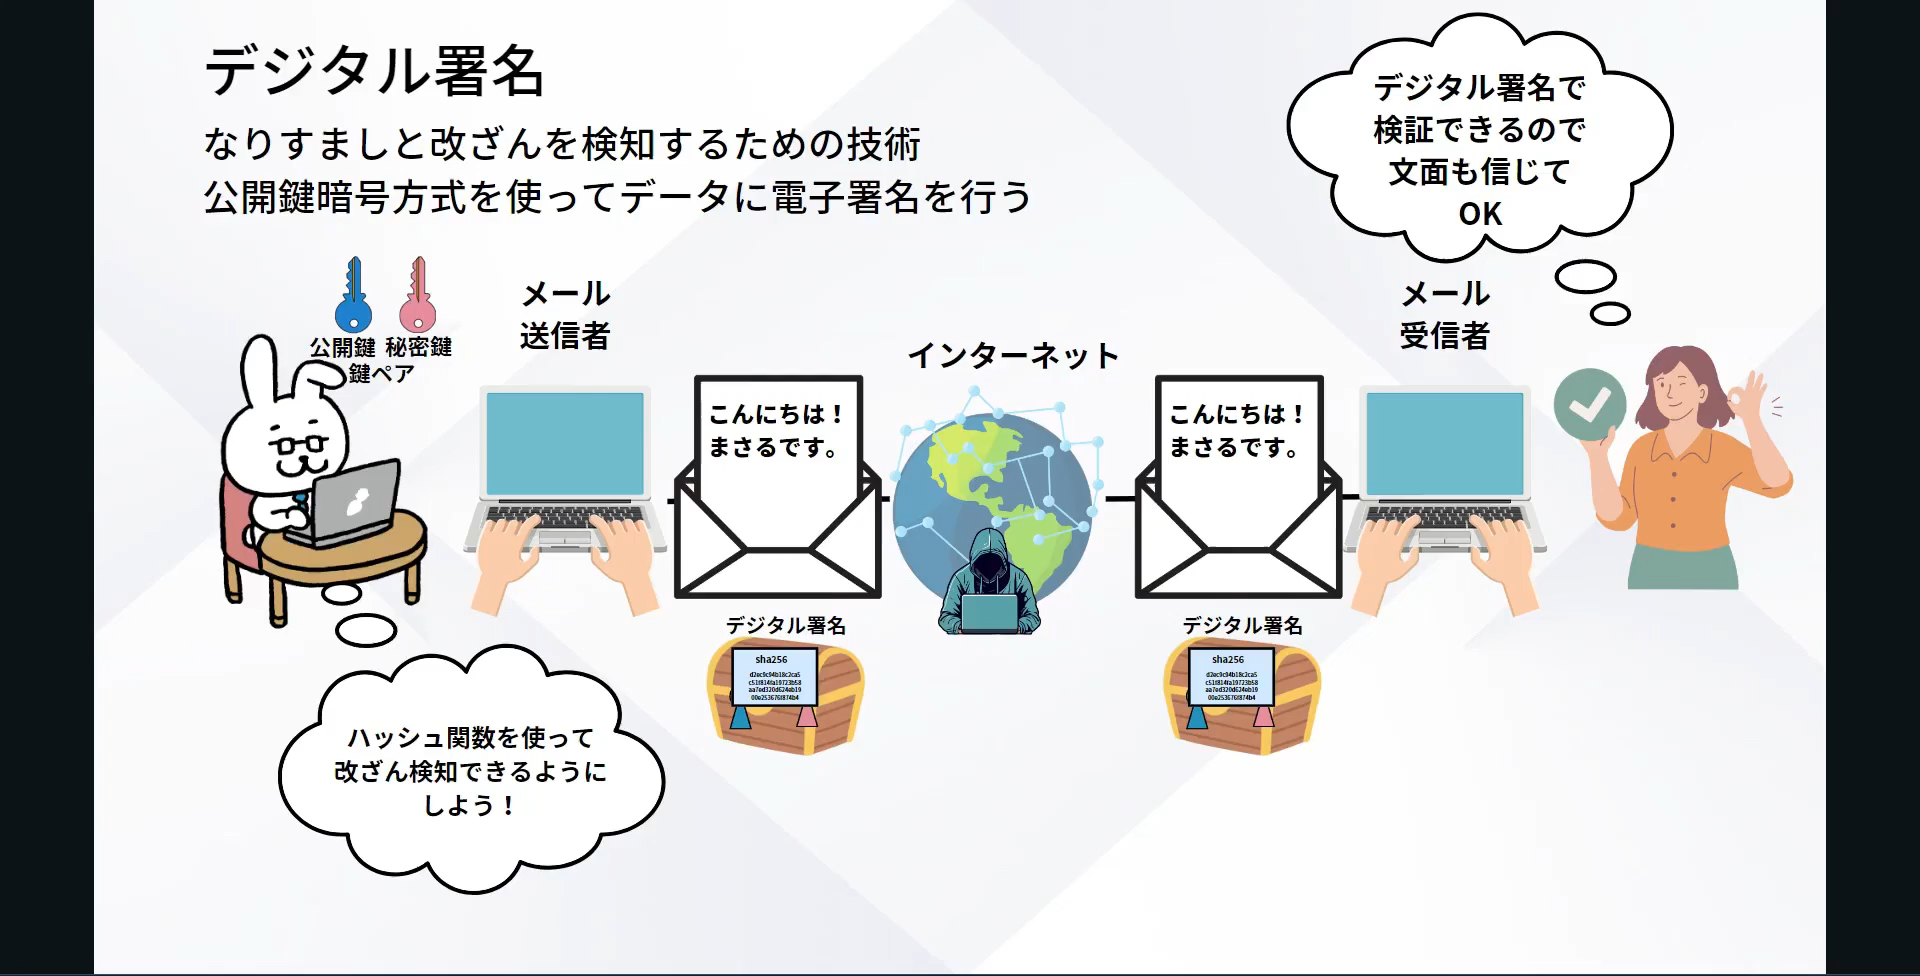 デジタル署名
なりすましと改ざんを検知するための技術
公開鍵暗号方式を使ってデータに電子署名を行う
デジタル署名で
検証できるので
文面も信じて
OK
公開鍵 秘密鍵
鍵ペア
メール
送信者
インターネット
メール
受信者
こんにちは！
まさるです。
こんにちは！
まさるです。
デジタル署名
sha256
d2ec9c94b18c2ca5
c51f814fa19723b58
aa7ed320d624eb19
00e253676f874b4
デジタル署名
sha256
d2ec9c94b18c2ca5
c51f814fa19723b58
aa7ed320d624eb19
00e253676f874b4
ハッシュ関数を使って
改ざん検知できるように
しよう！